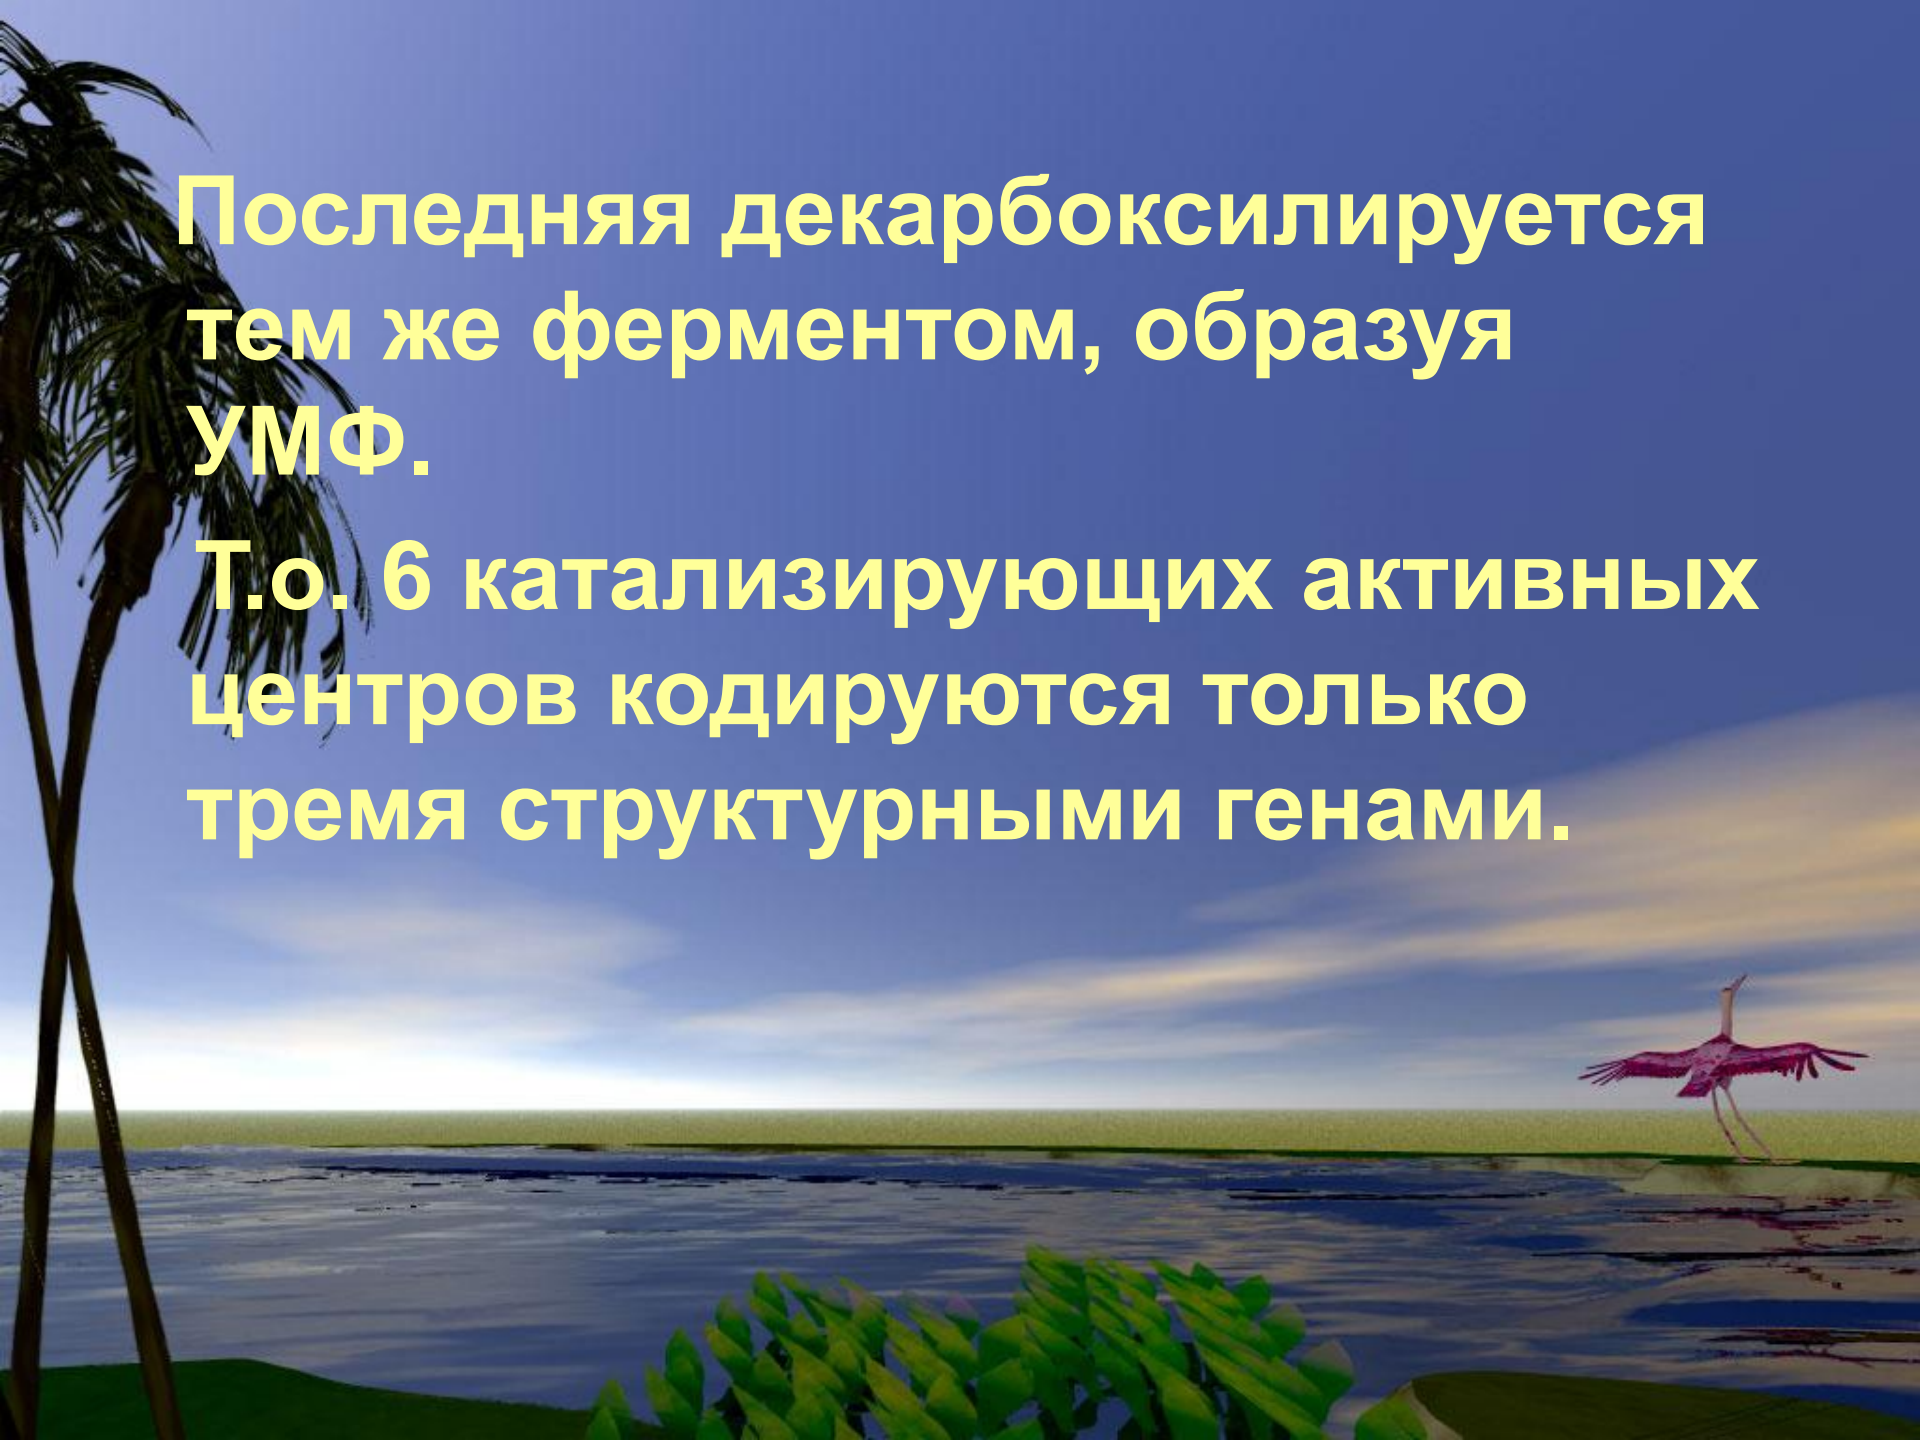 Последняя декарбоксилируется
тем же ферментом, образуя
УМФ.
Т.о. 6 катализирующих активных
центров кодируются только
тремя структурными генами.